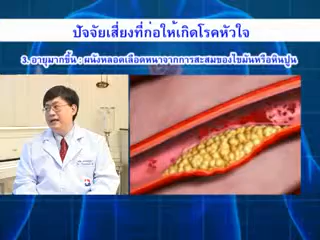 ปัจจัยเสี่ยงที่ก่อให้เกิดโรคหัวใจ
3. อายุมากขึ้น : ผนังหลอดเลือดหนาจากการสะสมของไขมันหรือหินปูน